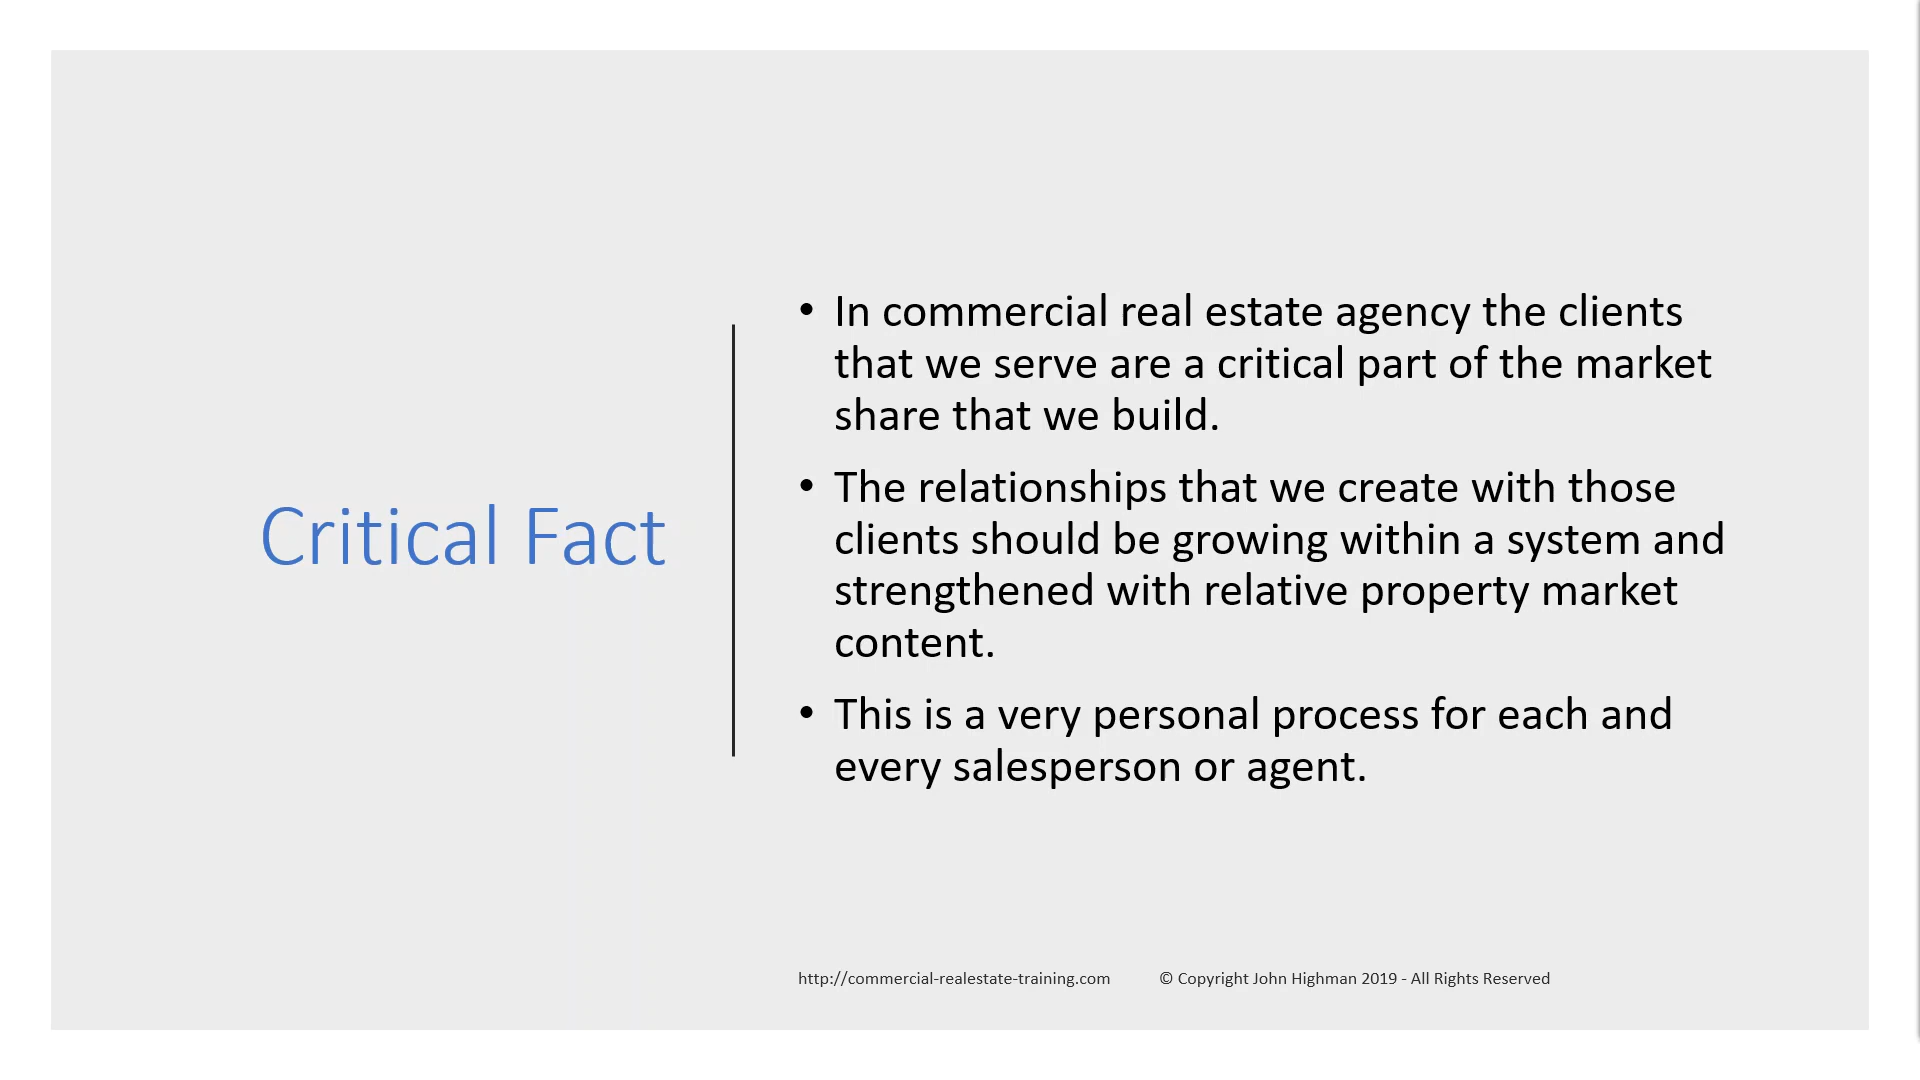 Critical Fact
• In commercial real estate agency the clients
that we serve are a critical part of the market
share that we build.
• The relationships that we create with those
clients should be growing within a system and
strengthened with relative property market
content.
• This is a very personal process for each and
every salesperson or agent.
http://commercial-realestate-training.com © Copyright John Highman 2019 - All Rights Reserved